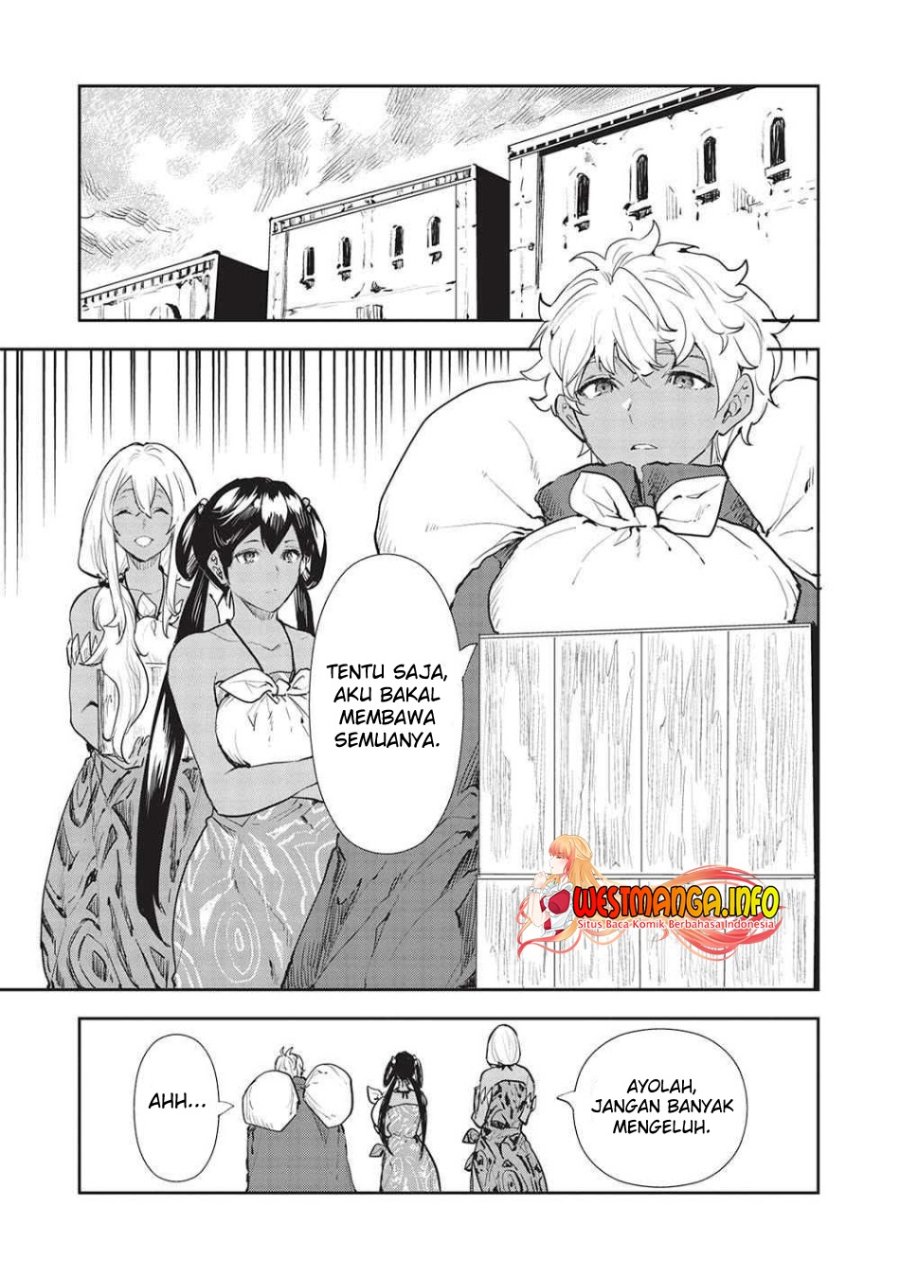 TENTU SAJA,
AKU BAKAL
MEMBAWA
SEMUANYA.
WESTMANGA.INFO
Situs Baca Komik Berbahasa Indonesia
AYOLAH,
JANGAN BANYAK
MENGELUH.
AHH...